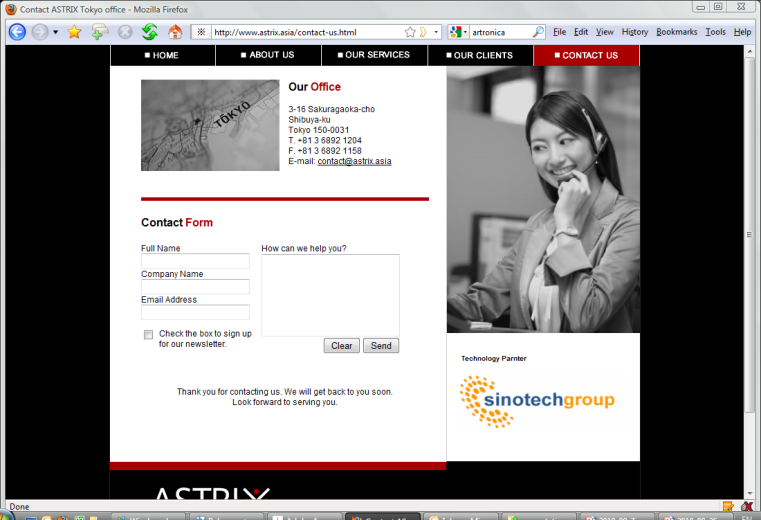 Contact ASTRIX Tokyo office - Mozilla Firefox
http://www.astrix.asia/contact-us.html
artronica
File Edit View History Bookmarks Tools Help
HOME
ABOUT US
OUR SERVICES
OUR CLIENTS
CONTACT US
TŌKYŌ
Our Office
3-16 Sakuragaoka-cho
Shibuya-ku
Tokyo 150-0031
T. +81 3 6892 1204
F. +81 3 6892 1158
E-mail: contact@astrix.asia
Contact Form
Full Name
How can we help you?
Company Name
Email Address
Check the box to sign up
for our newsletter.
Clear
Send
Thank you for contacting us. We will get back to you soon.
Look forward to serving you.
Technology Parnter
sinotechgroup
ASTRIX
Done